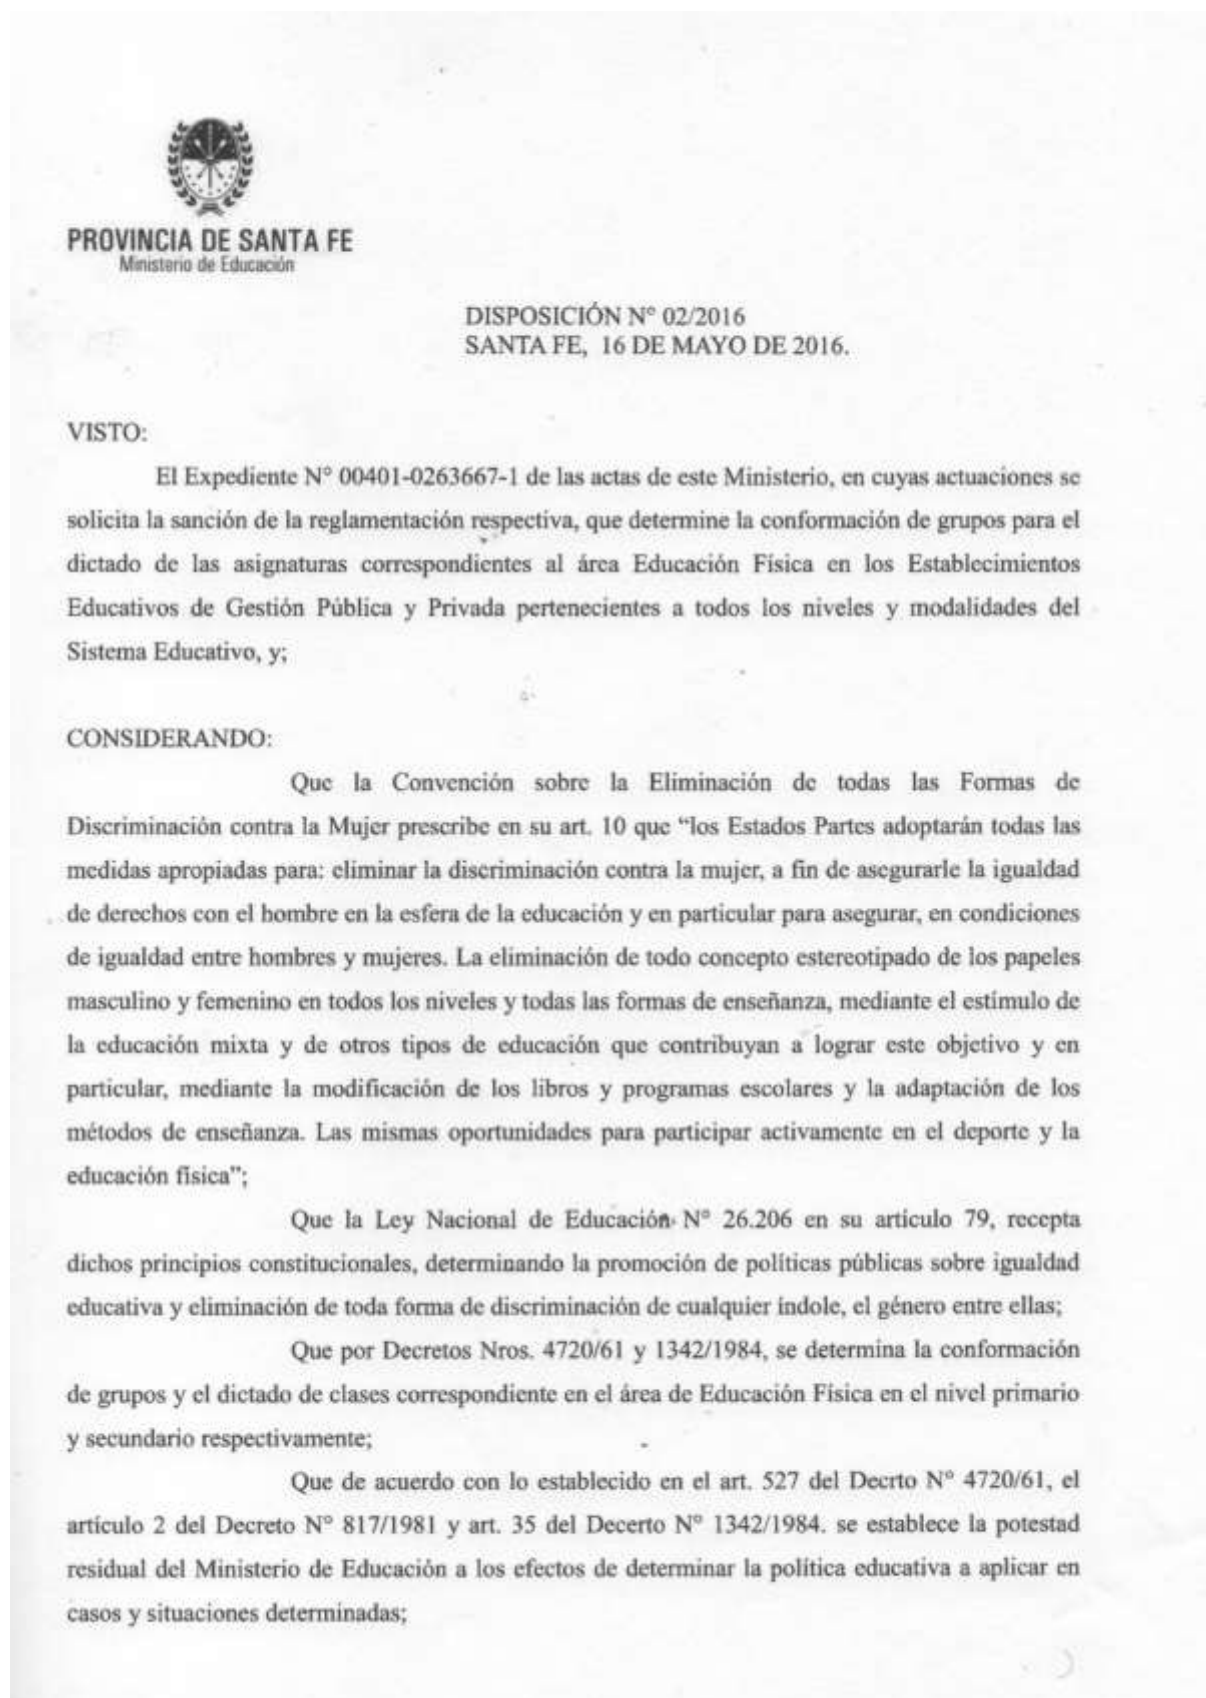 PROVINCIA DE SANTA FE
Ministerio de Educación
DISPOSICIÓN Nº 02/2016
SANTA FE, 16 DE MAYO DE 2016.
VISTO:
El Expediente Nº 00401-0263667-1 de las actas de este Ministerio, en cuyas actuaciones se
solicita la sanción de la reglamentación respectiva, que determine la conformación de grupos para el
dictado de las asignaturas correspondientes al área Educación Física en los Establecimientos
Educativos de Gestión Pública y Privada pertenecientes a todos los niveles y modalidades del
Sistema Educativo, y;
CONSIDERANDO:
Que la Convención sobre la Eliminación de todas las Formas de
Discriminación contra la Mujer prescribe en su art. 10 que “los Estados Partes adoptarán todas las
medidas apropiadas para: eliminar la discriminación contra la mujer, a fin de asegurarle la igualdad
de derechos con el hombre en la esfera de la educación y en particular para asegurar, en condiciones
de igualdad entre hombres y mujeres. La eliminación de todo concepto estereotipado de los papeles
masculino y femenino en todos los niveles y todas las formas de enseñanza, mediante el estímulo de
la educación mixta y de otros tipos de educación que contribuyan a lograr este objetivo y en
particular, mediante la modificación de los libros y programas escolares y la adaptación de los
métodos de enseñanza. Las mismas oportunidades para participar activamente en el deporte y la
educación física”;
Que la Ley Nacional de Educación Nº 26.206 en su artículo 79, recepta
dichos principios constitucionales, determinando la promoción de políticas públicas sobre igualdad
educativa y eliminación de toda forma de discriminación de cualquier índole, el género entre ellas;
Que por Decretos Nros. 4720/61 y 1342/1984, se determina la conformación
de grupos y el dictado de clases correspondiente en el área de Educación Física en el nivel primario
y secundario respectivamente;
Que de acuerdo con lo establecido en el art. 527 del Decrto Nº 4720/61, el
artículo 2 del Decreto Nº 817/1981 y art. 35 del Decerto Nº 1342/1984. se establece la potestad
residual del Ministerio de Educación a los efectos de determinar la política educativa a aplicar en
casos y situaciones determinadas;